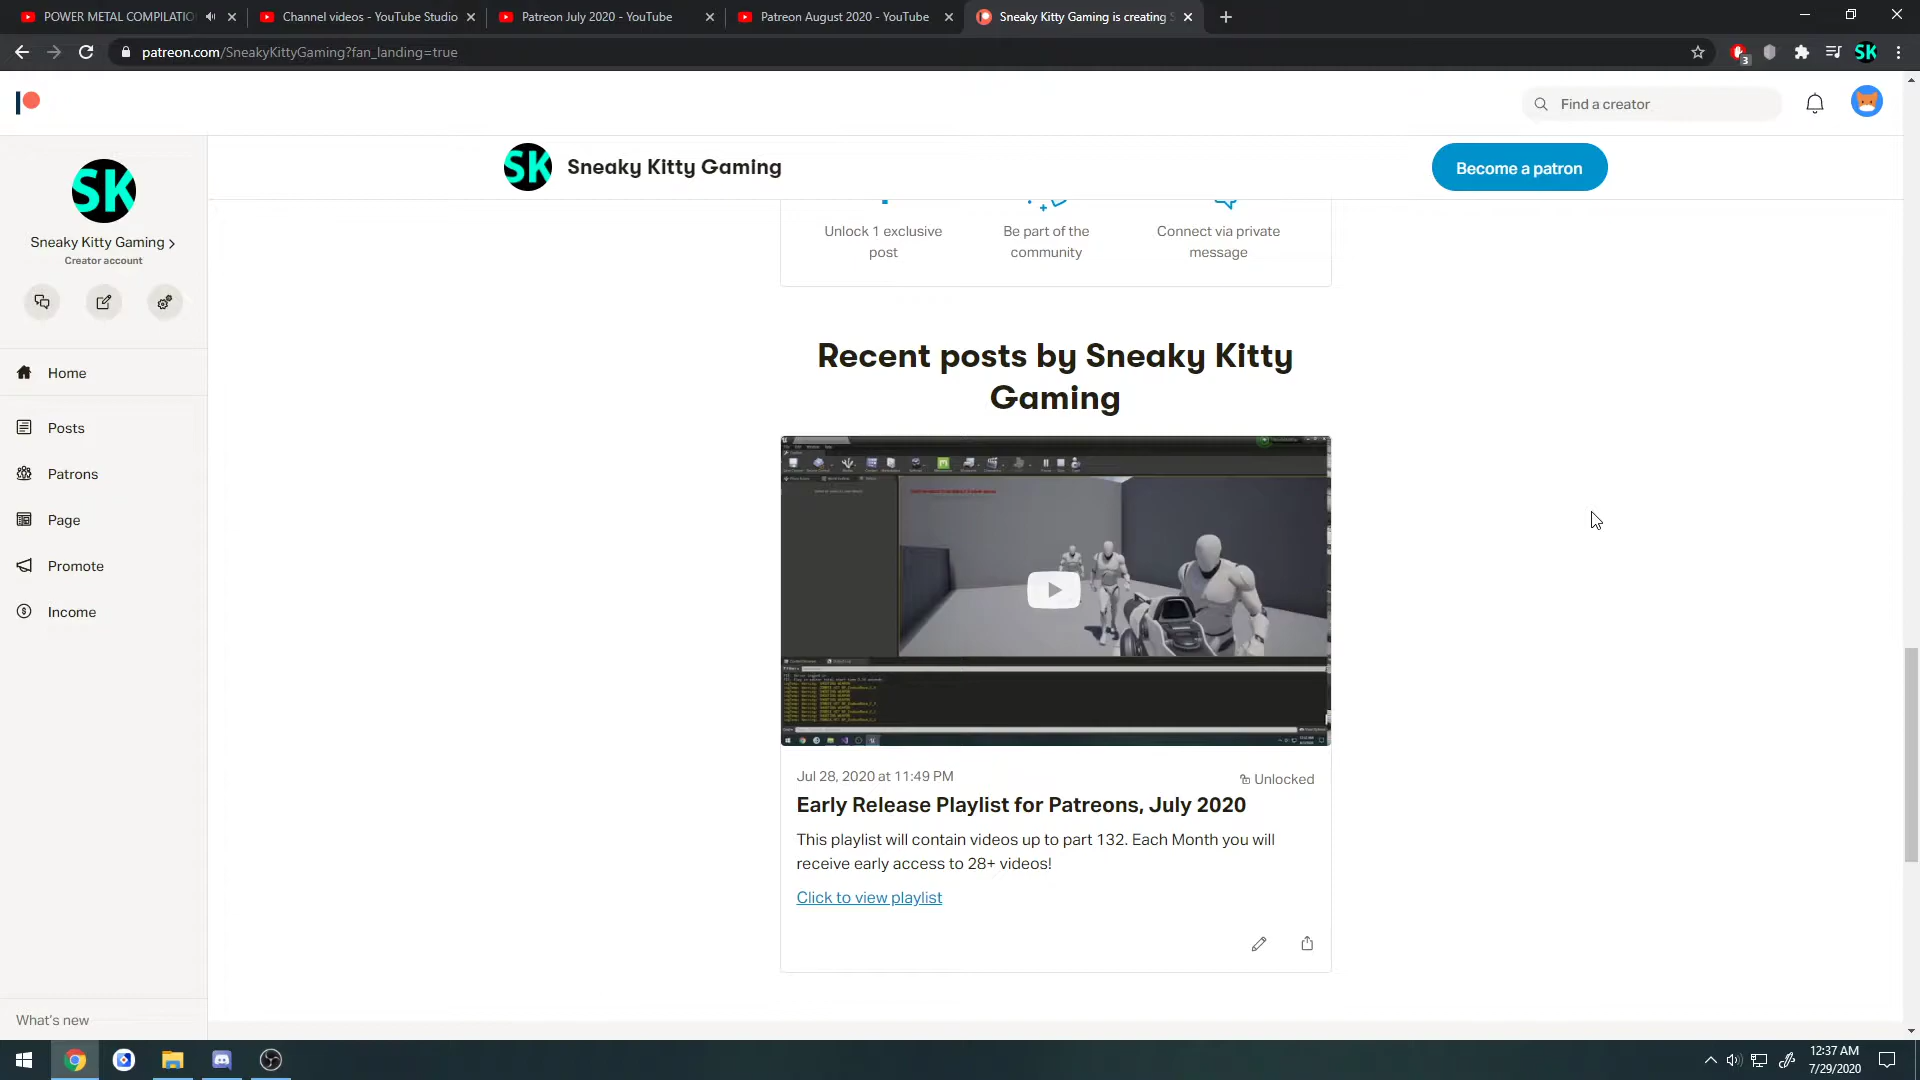 POWER METAL COMPILATIO
Channel videos - YouTube Studio
Patreon July 2020 - YouTube
Patreon August 2020 - YouTube
Sneaky Kitty Gaming is creating
patreon.com/SneakyKittyGaming?fan_landing=true
3
SK
Find a creator
SK
Sneaky Kitty Gaming
Creator account
Home
Posts
Patrons
Page
Promote
Income
What's new
SK
Sneaky Kitty Gaming
Become a patron
Unlock 1 exclusive
post
Be part of the
community
Connect via private
message
Recent posts by Sneaky Kitty
Gaming
Jul 28, 2020 at 11:49 PM
Unlocked
Early Release Playlist for Patreons, July 2020
This playlist will contain videos up to part 132. Each Month you will
receive early access to 28+ videos!
Click to view playlist
12:37 AM
7/29/2020